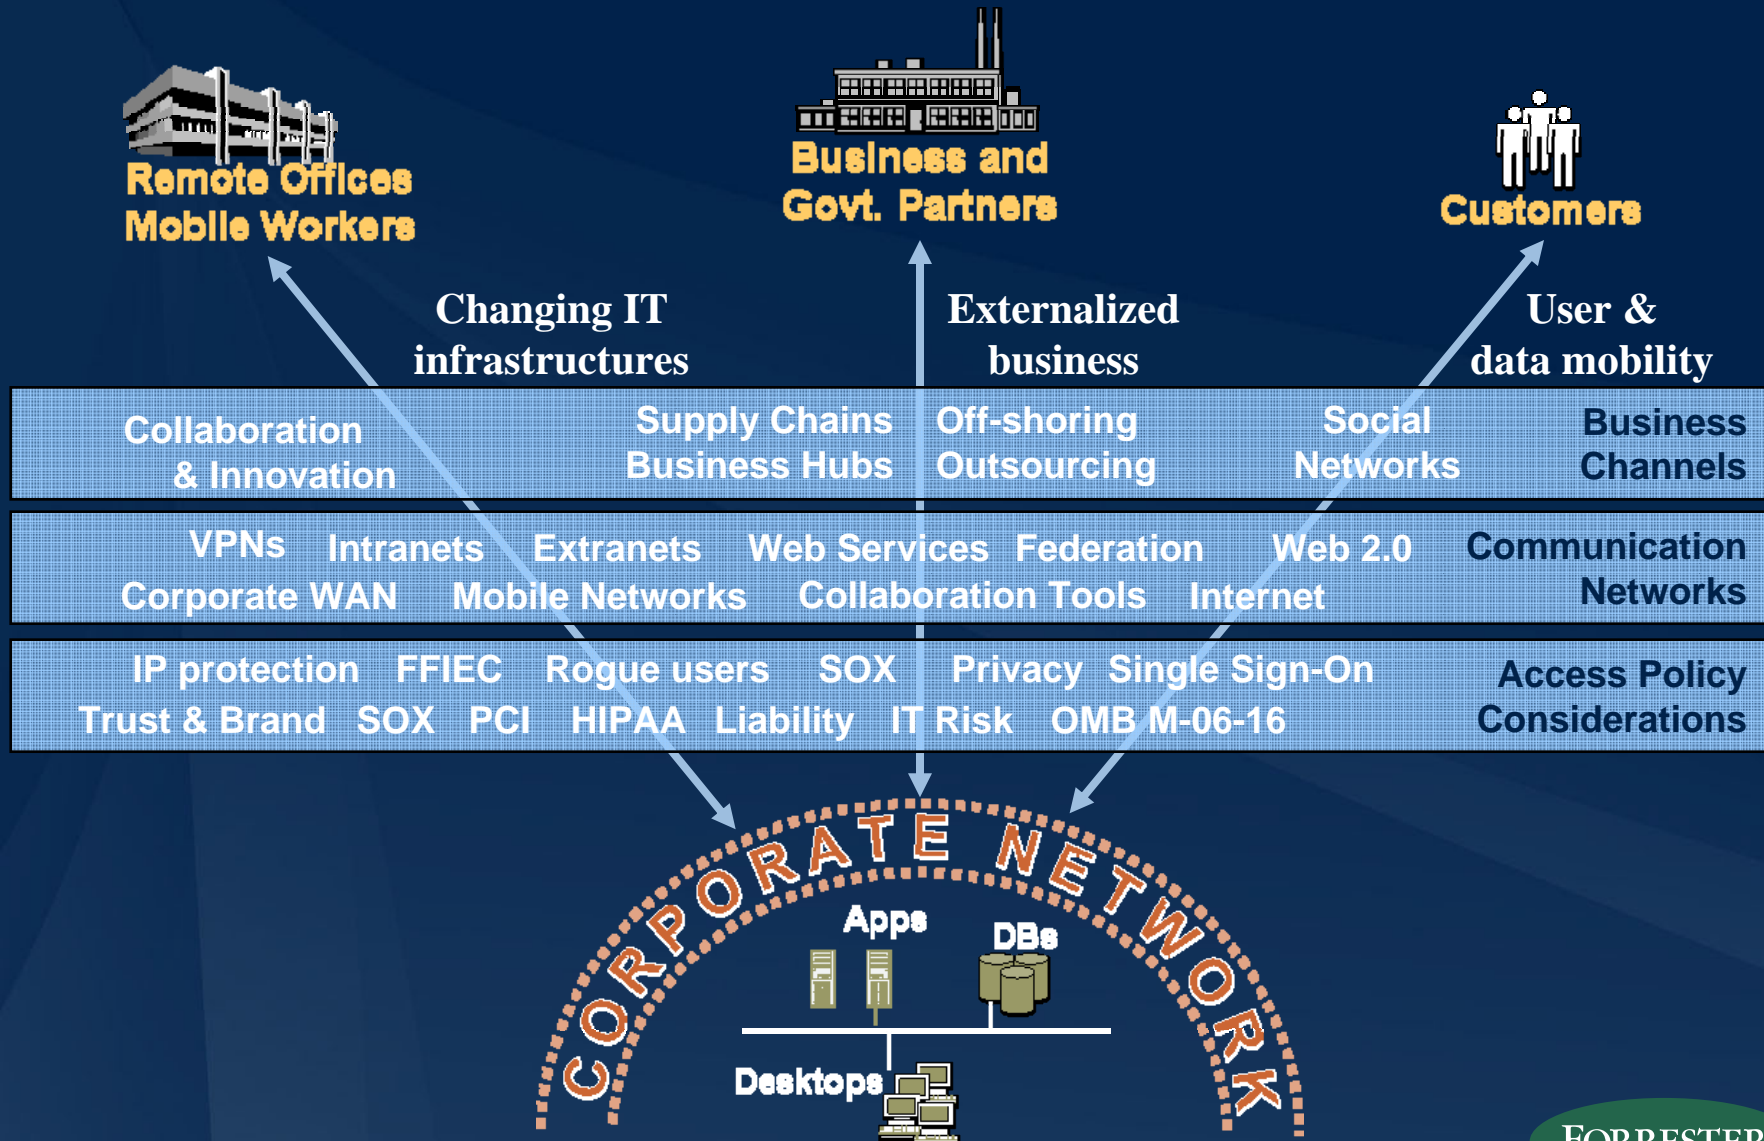 Remote Offices
Mobile Workers
Business and
Govt. Partners
Customers
Changing IT
infrastructures
Externalized
business
User &
data mobility
Collaboration
& Innovation
Supply Chains
Business Hubs
Off-shoring
Outsourcing
Social
Networks
Business
Channels
VPNs Intranets Extranets Web Services Federation Web 2.0
Corporate WAN Mobile Networks Collaboration Tools Internet
Communication
Networks
IP protection FFIEC Rogue users SOX Privacy Single Sign-On
Trust & Brand SOX PCI HIPAA Liability IT Risk OMB M-06-16
Access Policy
Considerations
CORPORATE NETWORK
Apps
DBs
Desktops
FORRESTER